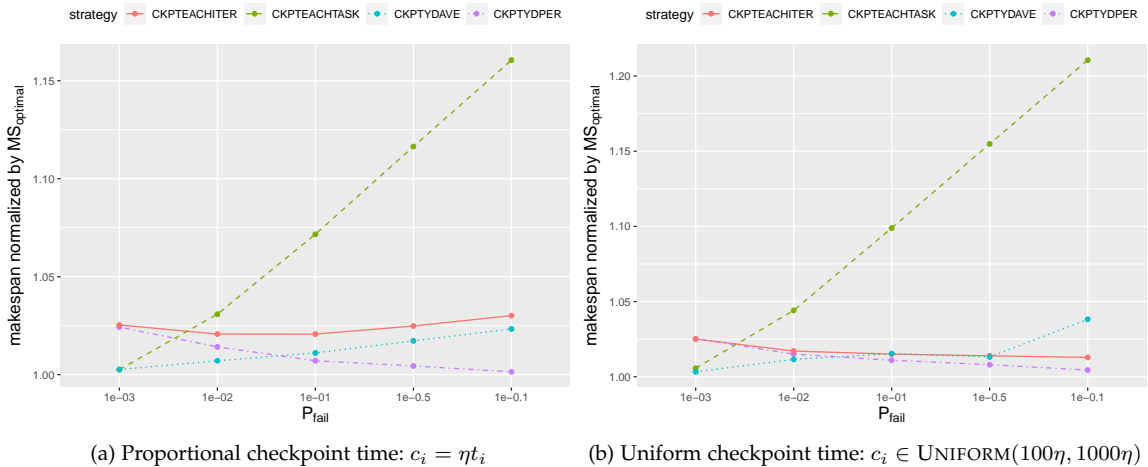 strategy CKPTEACHITER CKPTEACHTASK CKPTYDAVE CKPTYDPER
1.15
1.10
1.05
1.00
makespan normalized by MSoptimal
1e−03 1e−02 1e−01 1e−0.5 1e−0.1
Pfail
(a) Proportional checkpoint time: ci = ηti
strategy CKPTEACHITER CKPTEACHTASK CKPTYDAVE CKPTYDPER
1.20
1.15
1.10
1.05
1.00
makespan normalized by MSoptimal
1e−03 1e−02 1e−01 1e−0.5 1e−0.1
Pfail
(b) Uniform checkpoint time: ci ∈ UNIFORM(100η, 1000η)